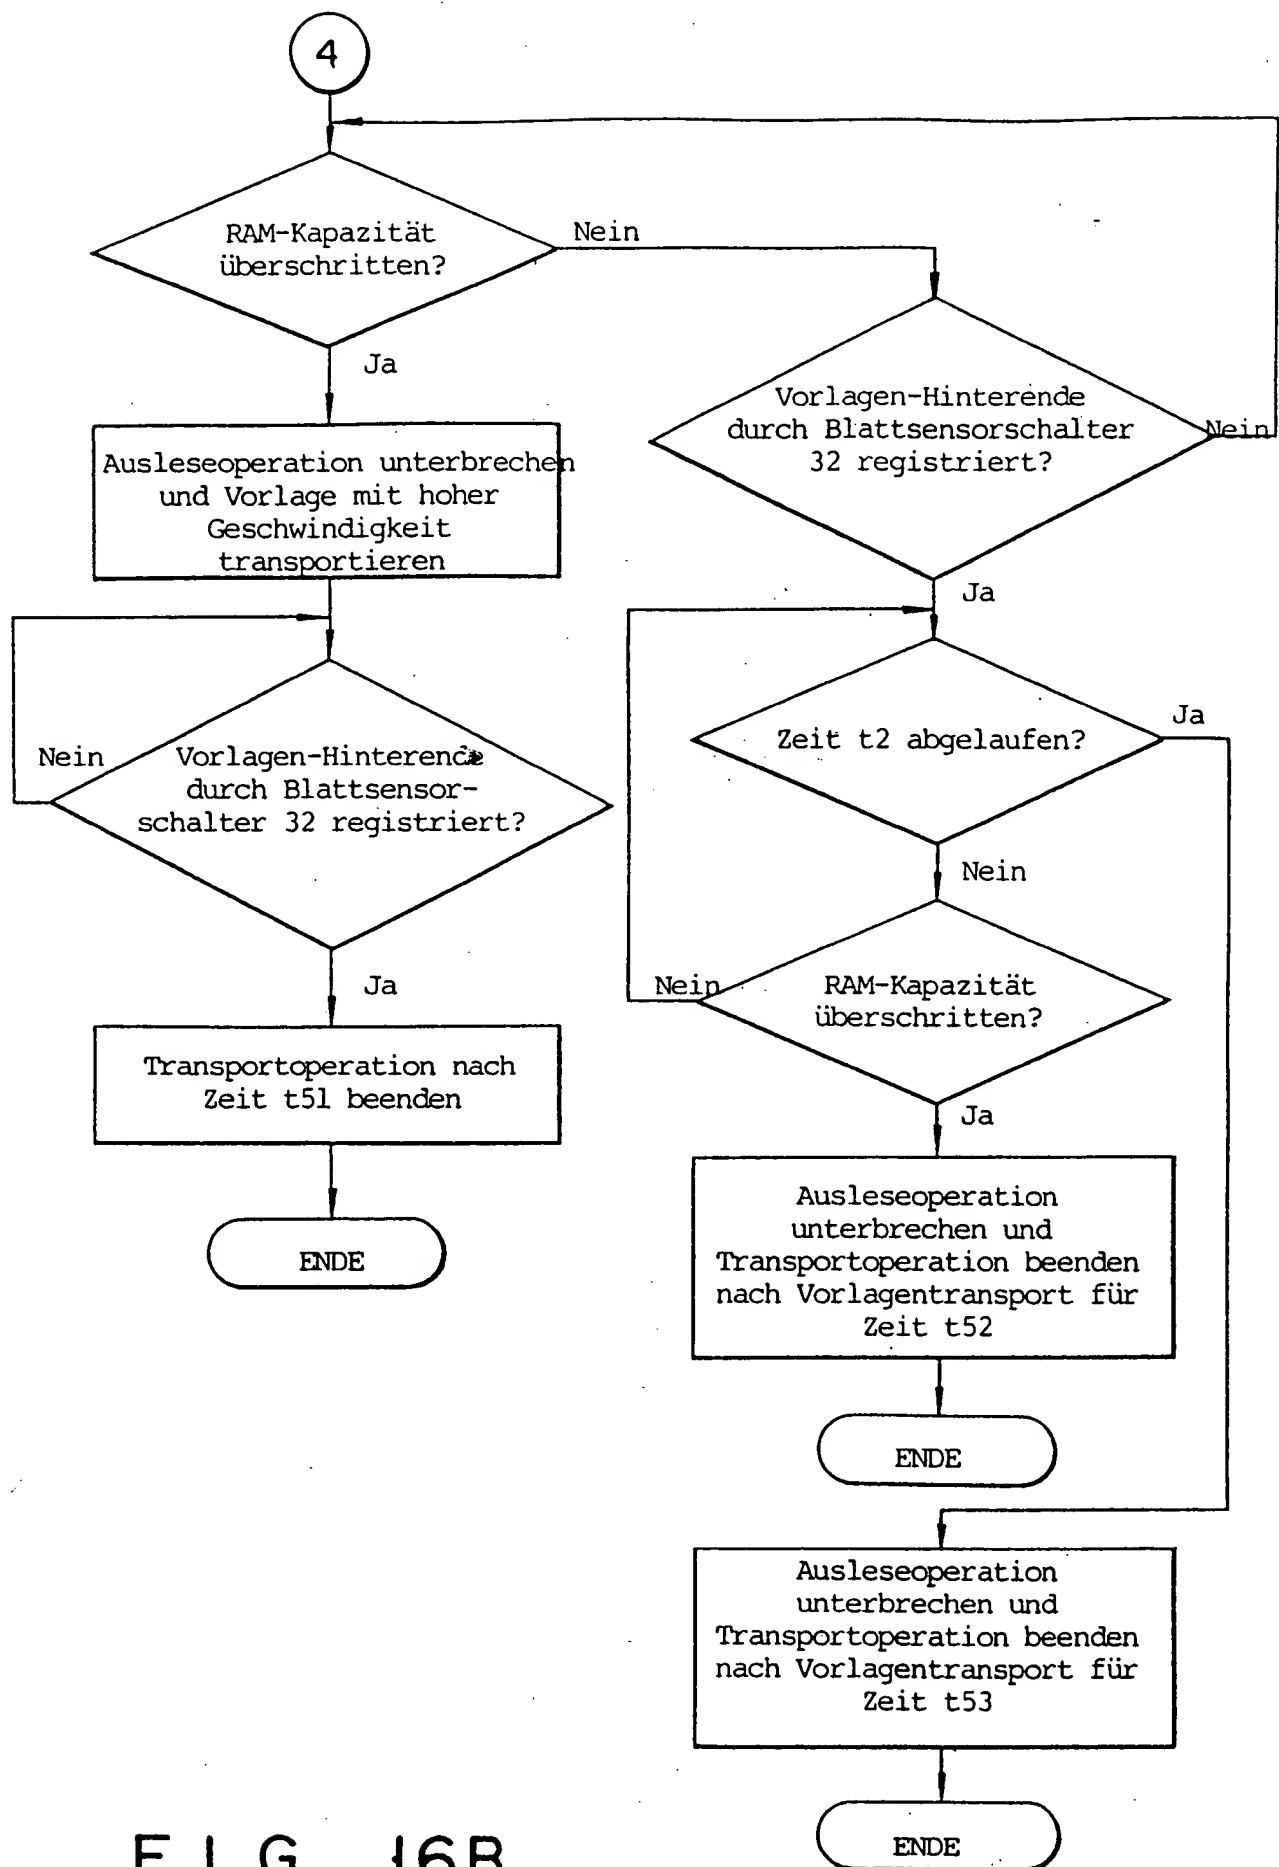 4
RAM-Kapazität
überschritten?
Nein
Ja
Ausleseoperation unterbrechen
und Vorlage mit hoher
Geschwindigkeit
transportieren
Nein
Vorlagen-Hinterende
durch Blattsensor-
schalter 32 registriert?
Ja
Transportoperation nach
Zeit t51 beenden
ENDE
Vorlagen-Hinterende
durch Blattsensorschalter
32 registriert?
Nein
Ja
Zeit t2 abgelaufen?
Ja
Nein
RAM-Kapazität
überschritten?
Nein
Ja
Ausleseoperation
unterbrechen und
Transportoperation beenden
nach Vorlagentransport für
Zeit t52
ENDE
Ausleseoperation
unterbrechen und
Transportoperation beenden
nach Vorlagentransport für
Zeit t53
ENDE
FIG. 16B